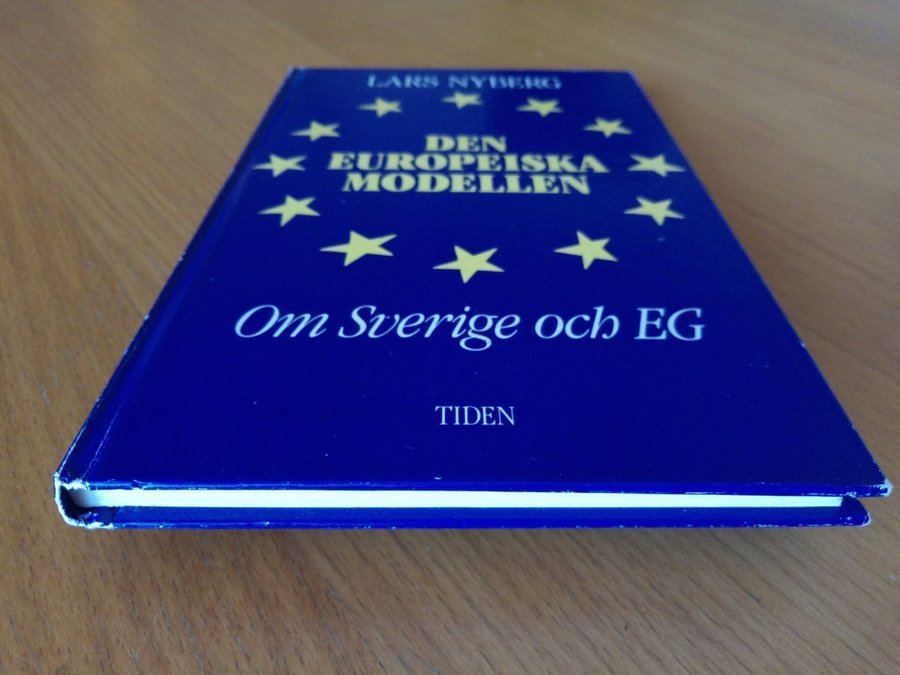 LARS NYBERG
DEN
EUROPEISKA
MODELLEN
Om Sverige och EG
TIDEN